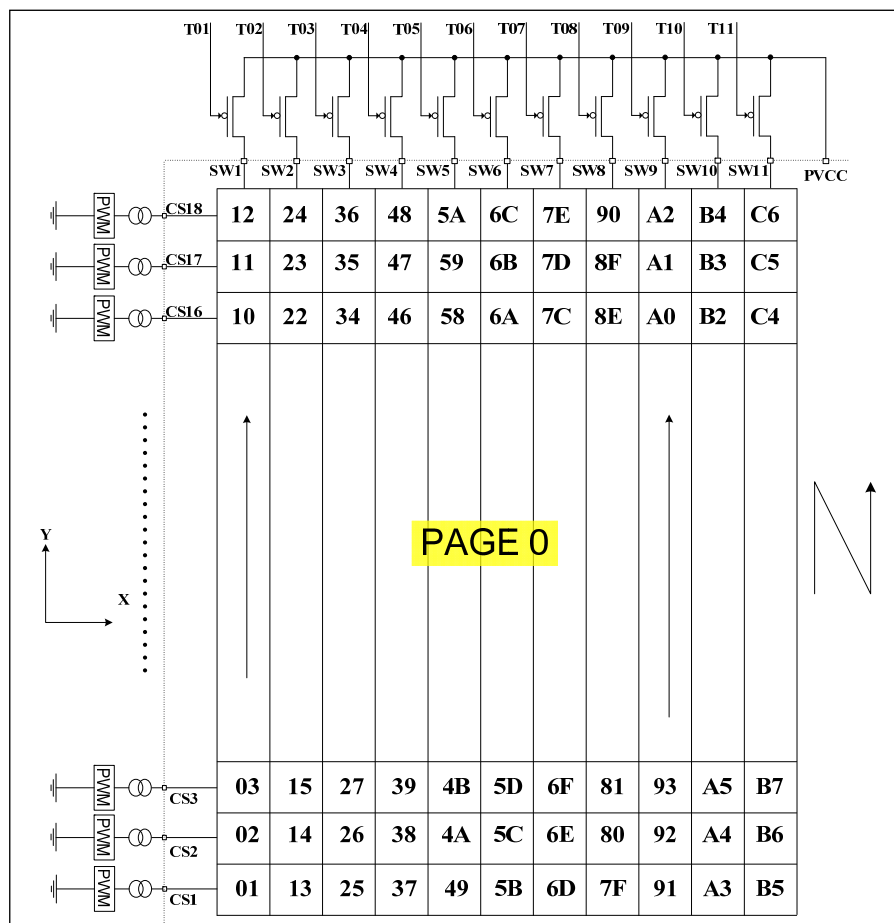 T01 T02 T03 T04 T05 T06 T07 T08 T09 T10 T11
SW1 SW2 SW3 SW4 SW5 SW6 SW7 SW8 SW9 SW10 SW11 PVCC
PWM CS18 12 24 36 48 5A 6C 7E 90 A2 B4 C6
PWM CS17 11 23 35 47 59 6B 7D 8F A1 B3 C5
PWM CS16 10 22 34 46 58 6A 7C 8E A0 B2 C4
PAGE 0
Y
X
PWM CS3 03 15 27 39 4B 5D 6F 81 93 A5 B7
PWM CS2 02 14 26 38 4A 5C 6E 80 92 A4 B6
PWM CS1 01 13 25 37 49 5B 6D 7F 91 A3 B5